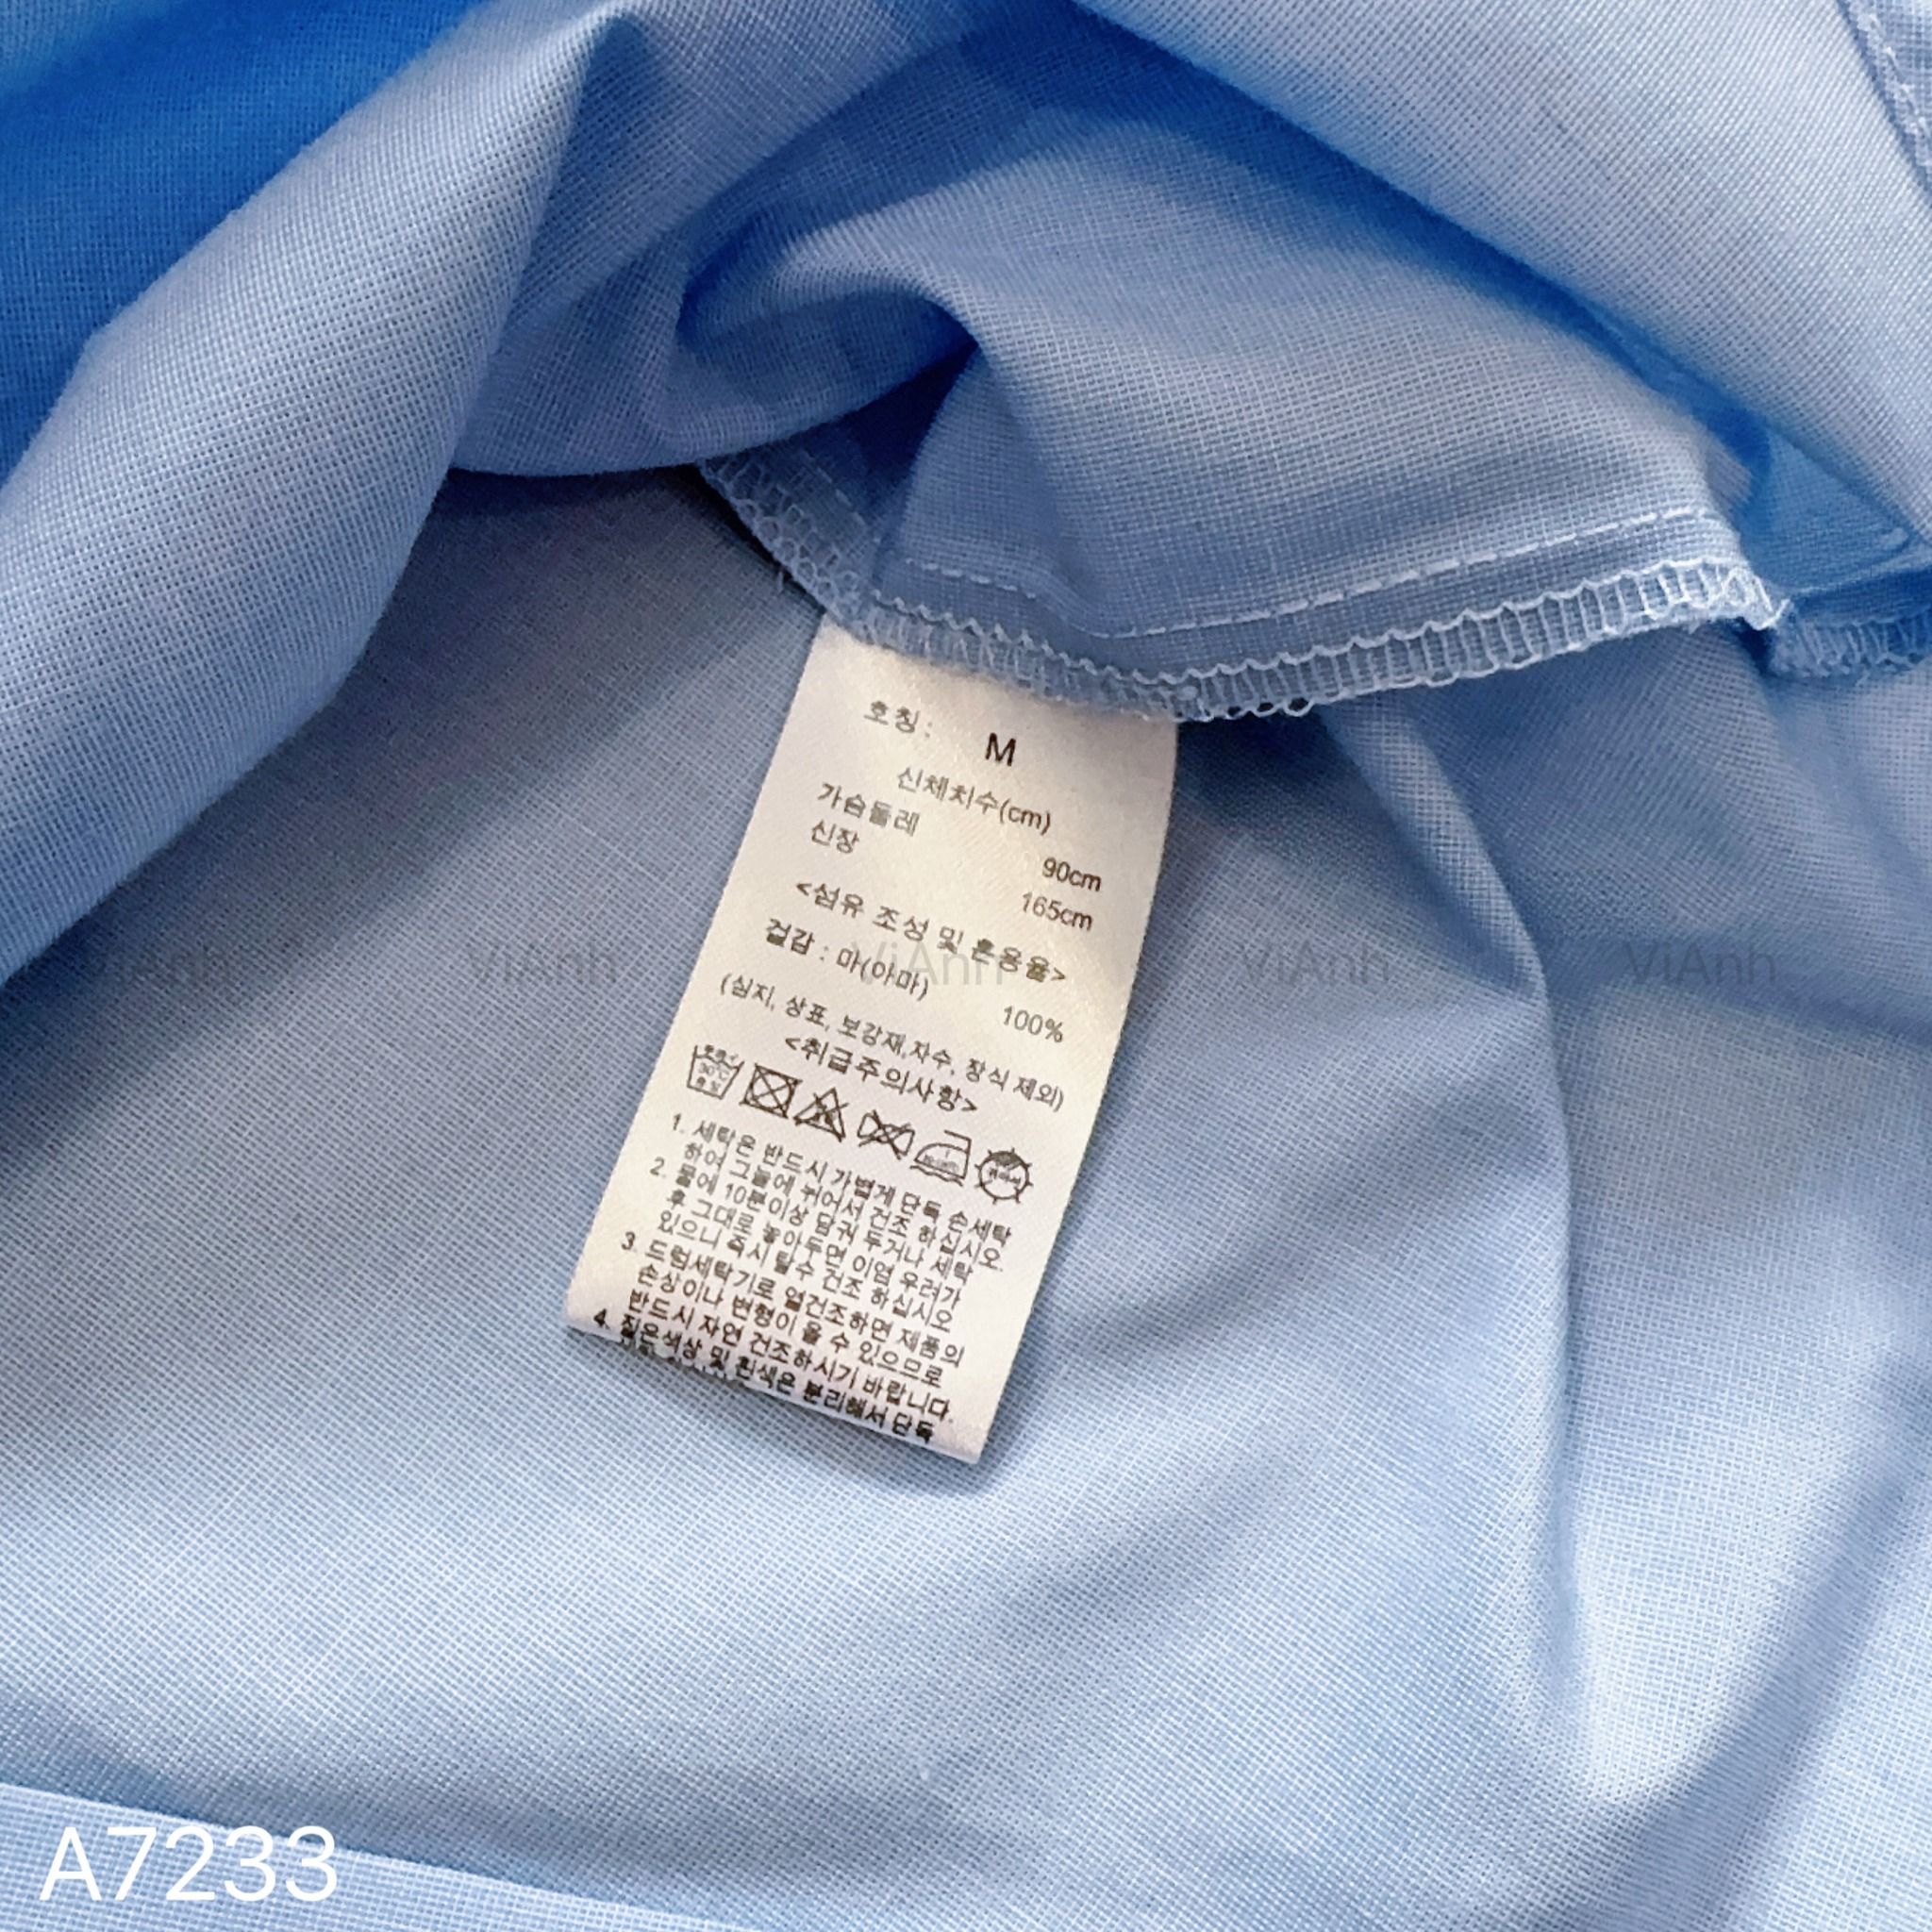 호칭 : M
신체치수(cm)
가슴둘레 90cm
신장 165cm
<섬유 조성 및 혼용율>
겉감 : 마(아마) 100%
(심지, 상표, 보강재,자수, 장식 제외)
<취급주의사항>
1. 세탁은 반드시 가볍게 단독 손세탁
하여 그늘에 뉘어서 건조 하십시오.
2. 물에 10분이상 담궈 두거나 세탁
후 그대로 놓아두면 이염 우려가
있으니 즉시 탈수 건조 하십시오
3. 드럼세탁기로 열건조하면 제품의
손상이나 변형이 올 수 있으므로
반드시 자연 건조하시기 바랍니다.
4. 짙은색상 및 흰색은 분리해서 단독
ViAnh ViAnh ViAnh ViAnh ViAnh
A7233